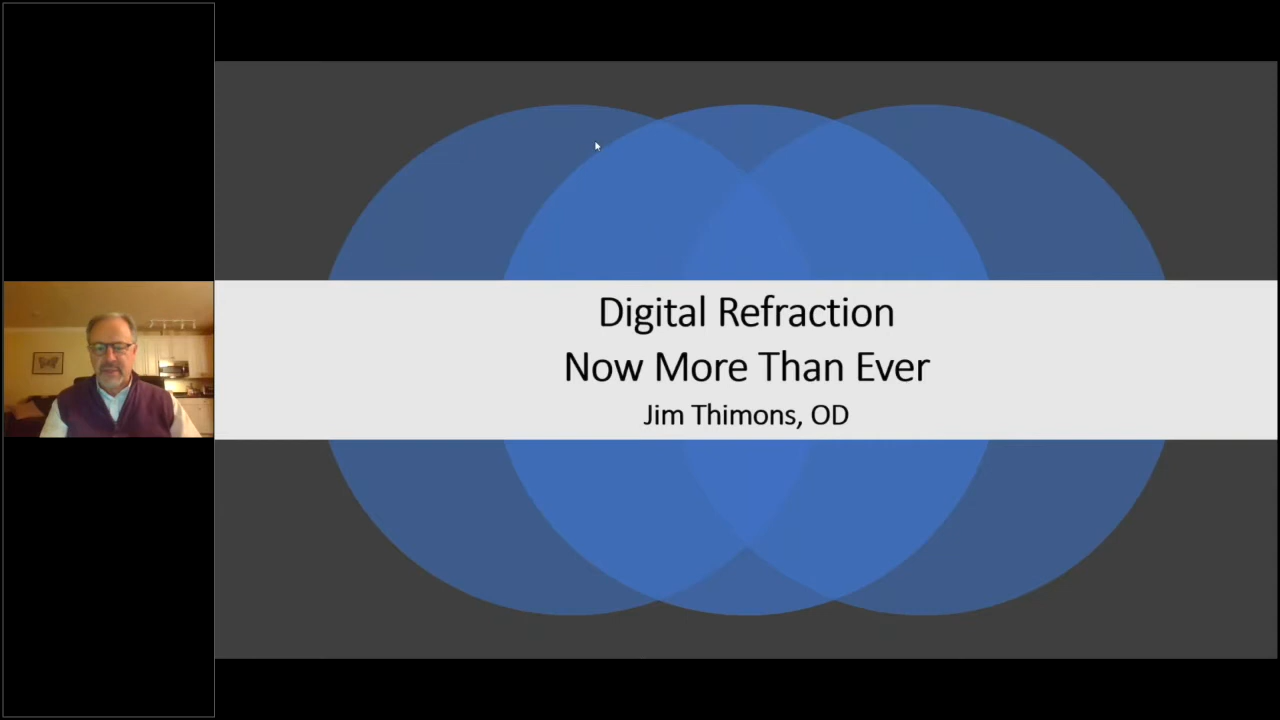 Digital Refraction
Now More Than Ever
Jim Thimons, OD